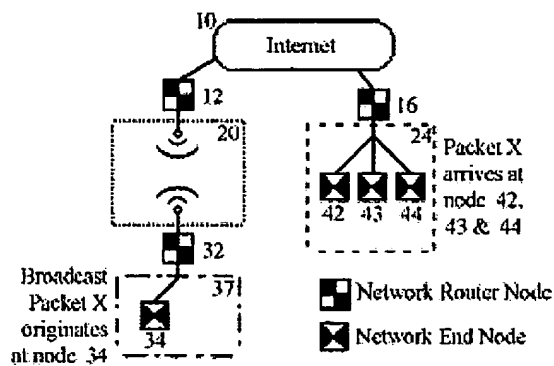 10
Internet
12
16
20
24
Packet X
arrives at
node 42,
43 & 44
42 43 44
32
Broadcast
Packet X
originates
at node 34
37
34
Network Router Node
Network End Node